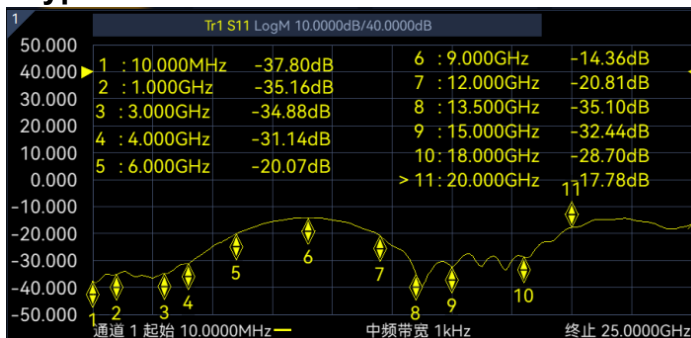 1
Tr1 S11 LogM 10.0000dB/40.0000dB
50.000
40.000
30.000
20.000
10.000
0.000
-10.000
-20.000
-30.000
-40.000
-50.000
1 : 10.000MHz -37.80dB
2 : 1.000GHz -35.16dB
3 : 3.000GHz -34.88dB
4 : 4.000GHz -31.14dB
5 : 6.000GHz -20.07dB
6 : 9.000GHz -14.36dB
7 : 12.000GHz -20.81dB
8 : 13.500GHz -35.10dB
9 : 15.000GHz -32.44dB
10: 18.000GHz -28.70dB
> 11: 20.000GHz -17.78dB
1
2
3
4
5
6
7
8
9
10
11
通道 1 起始 10.0000MHz 中频带宽 1kHz 终止 25.0000GHz